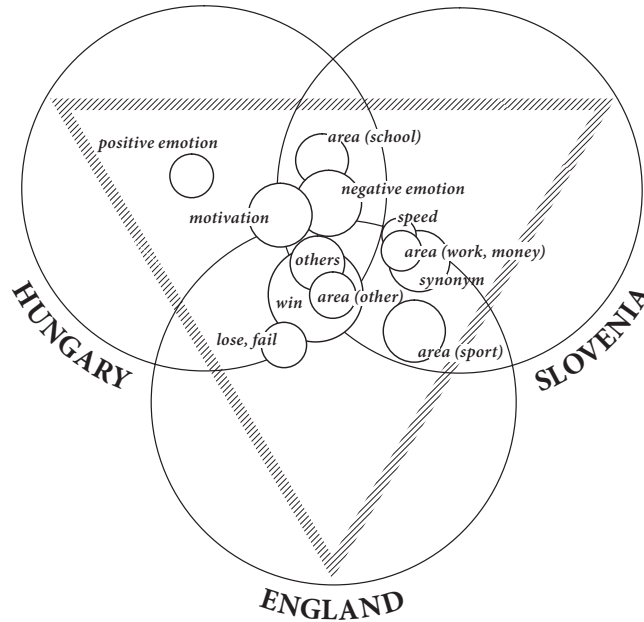 area (school)
positive emotion
negative emotion
motivation
speed
others
area (work, money)
synonym
win
area (other)
lose, fail
area (sport)
HUNGARY
SLOVENIA
ENGLAND